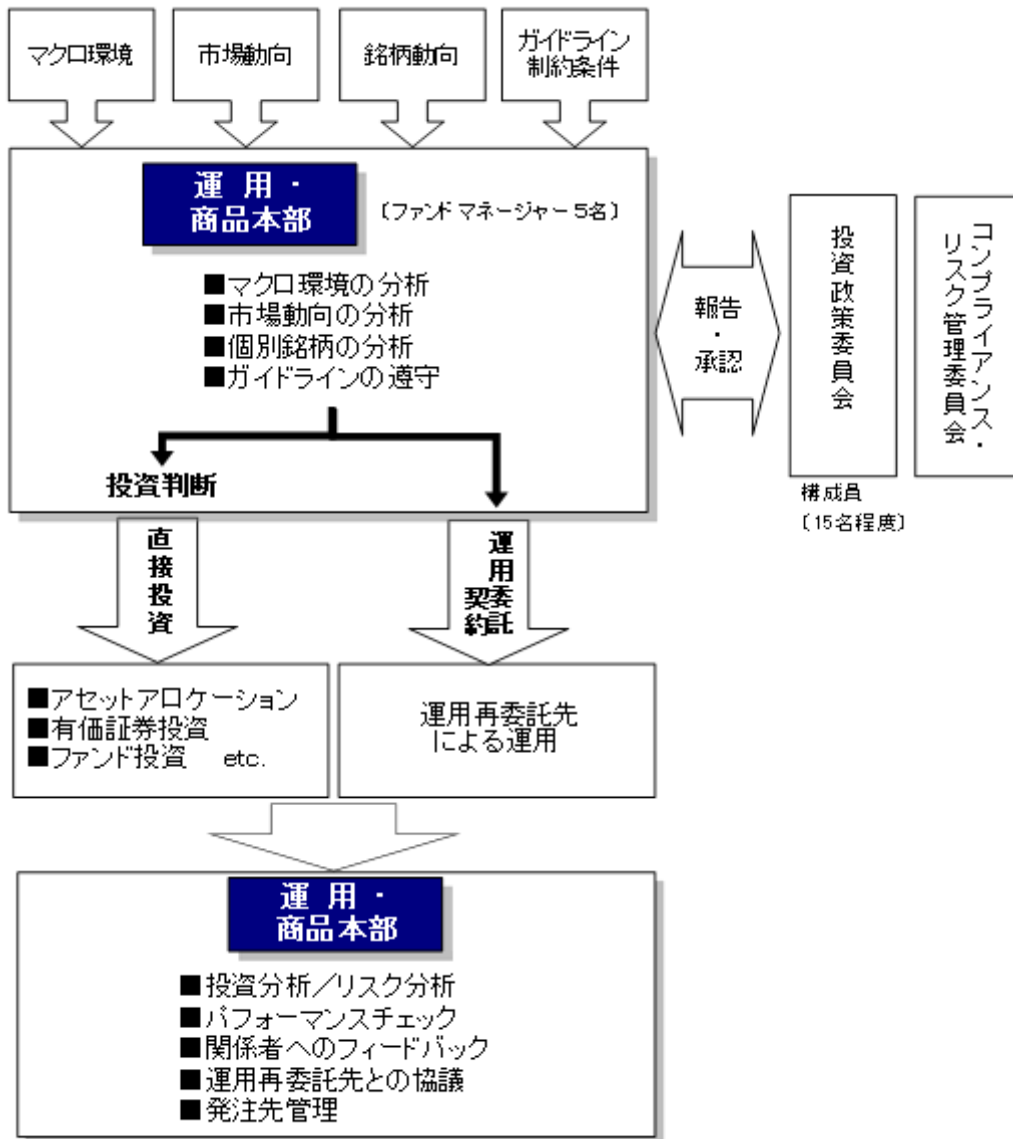 マクロ環境
市場動向
銘柄動向
ガイドライン
制約条件
運 用 ・
商品本部
〔ファンドマネージャー5名〕
■マクロ環境の分析
■市場動向の分析
■個別銘柄の分析
■ガイドラインの遵守
投資判断
報告
・
承認
投資政策委員会
コンプライアンス・
リスク管理委員会
構成員
〔15名程度〕
直接投資
運用委託
契約
■アセットアロケーション
■有価証券投資
■ファンド投資 etc.
運用再委託先
による運用
運 用 ・
商品本部
■投資分析／リスク分析
■パフォーマンスチェック
■関係者へのフィードバック
■運用再委託先との協議
■発注先管理